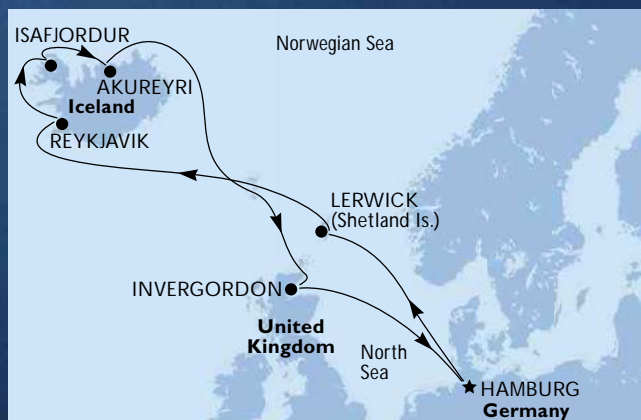 ISAFJORDUR
Norwegian Sea
AKUREYRI
Iceland
REYKJAVIK
LERWICK
(Shetland Is.)
INVERGORDON
United
Kingdom
North
Sea
HAMBURG
Germany